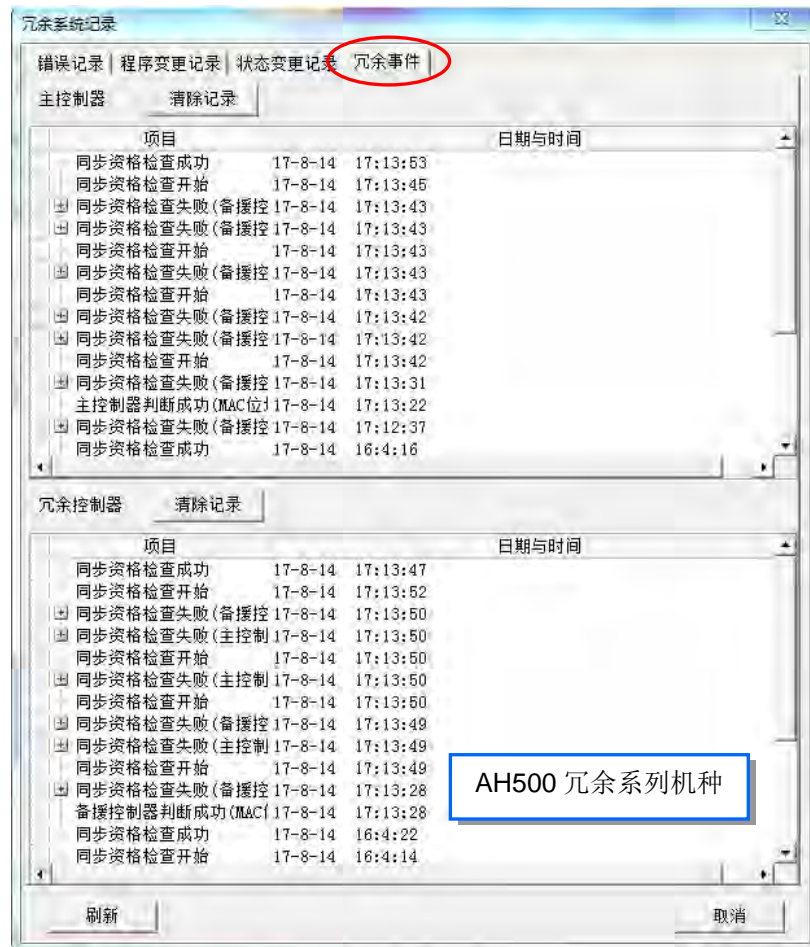 冗余系统纪录
错误记录 程序变更记录 状态变更记录 冗余事件
主控制器 清除记录
项目 日期与时间
同步资格检查成功 17-8-14 17:13:53
同步资格检查开始 17-8-14 17:13:45
同步资格检查失败(备援控 17-8-14 17:13:43
同步资格检查失败(备援控 17-8-14 17:13:43
同步资格检查开始 17-8-14 17:13:43
同步资格检查失败(备援控 17-8-14 17:13:43
同步资格检查开始 17-8-14 17:13:43
同步资格检查失败(备援控 17-8-14 17:13:42
同步资格检查失败(备援控 17-8-14 17:13:42
同步资格检查开始 17-8-14 17:13:42
同步资格检查失败(备援控 17-8-14 17:13:31
主控制器判断成功(MAC位 17-8-14 17:13:22
同步资格检查失败(备援控 17-8-14 17:12:37
同步资格检查成功 17-8-14 16:4:16
冗余控制器 清除记录
项目 日期与时间
同步资格检查成功 17-8-14 17:13:47
同步资格检查开始 17-8-14 17:13:52
同步资格检查失败(备援控 17-8-14 17:13:50
同步资格检查失败(主控制 17-8-14 17:13:50
同步资格检查开始 17-8-14 17:13:50
同步资格检查失败(主控制 17-8-14 17:13:50
同步资格检查开始 17-8-14 17:13:50
同步资格检查失败(备援控 17-8-14 17:13:49
同步资格检查失败(主控制 17-8-14 17:13:49
同步资格检查开始 17-8-14 17:13:49
同步资格检查失败(备援控 17-8-14 17:13:28
备援控制器判断成功(MAC 17-8-14 17:13:28
同步资格检查成功 17-8-14 16:4:22
同步资格检查开始 17-8-14 16:4:14
AH500 冗余系列机种
刷新 取消